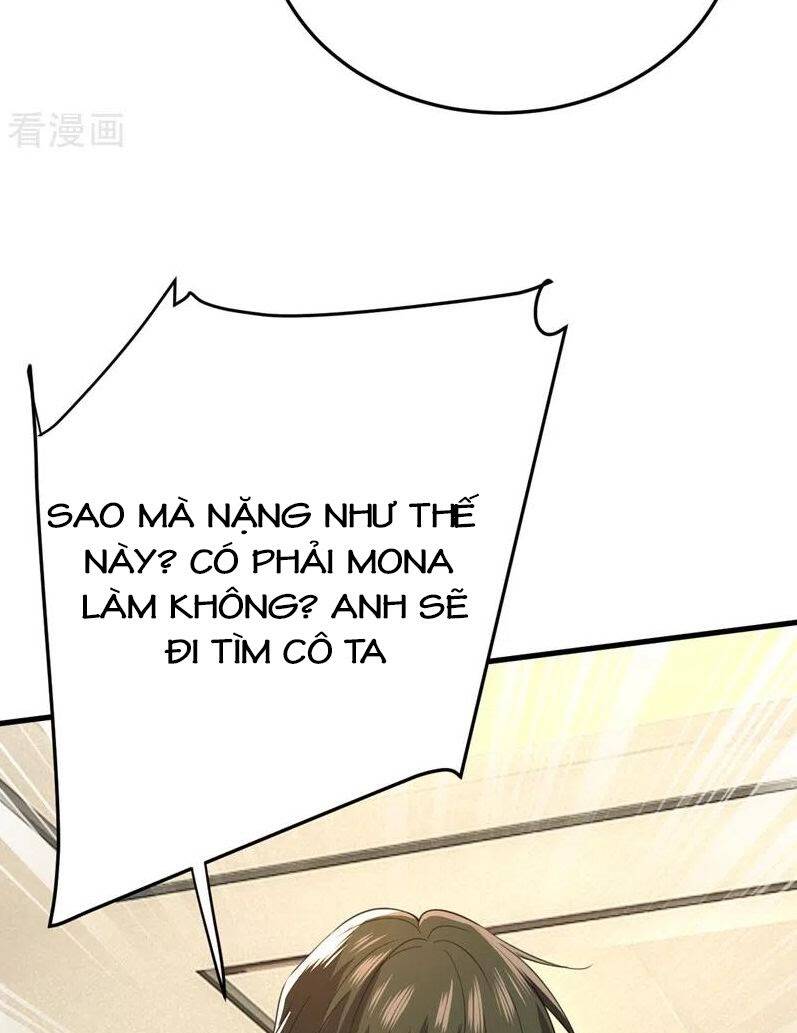 看漫画
SAO MÀ NẶNG NHƯ THẾ
NÀY? CÓ PHẢI MONA
LÀM KHÔNG? ANH SẼ
ĐI TÌM CÔ TA